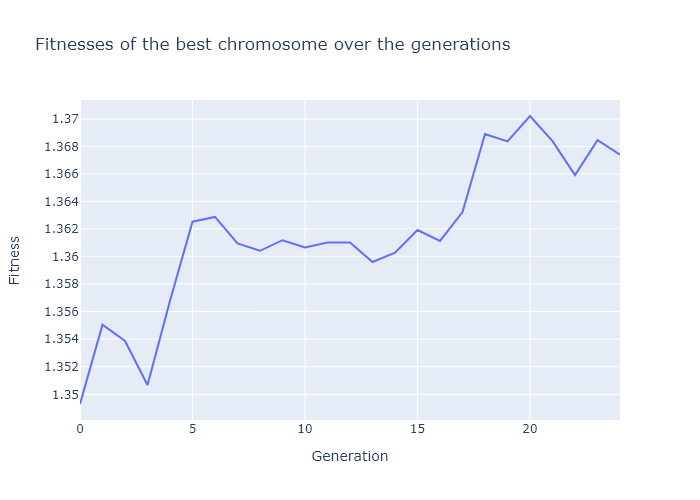 Fitnesses of the best chromosome over the generations
1.37
1.368
1.366
1.364
1.362
1.36
1.358
1.356
1.354
1.352
1.35
Fitness
0 5 10 15 20
Generation